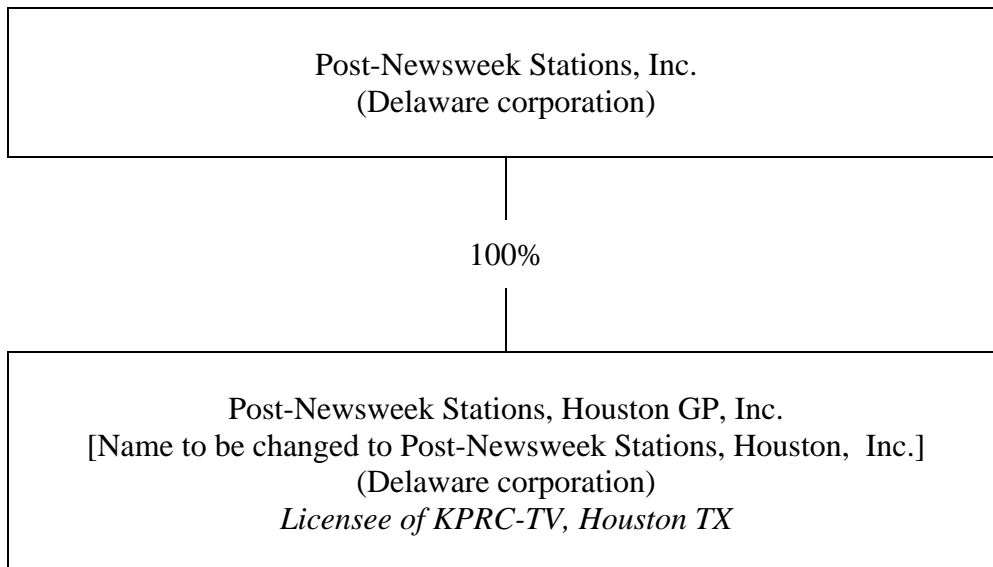 Post-Newsweek Stations, Inc.
(Delaware corporation)
100%
Post-Newsweek Stations, Houston GP, Inc.
[Name to be changed to Post-Newsweek Stations, Houston,  Inc.]
(Delaware corporation)
Licensee of KPRC-TV, Houston TX